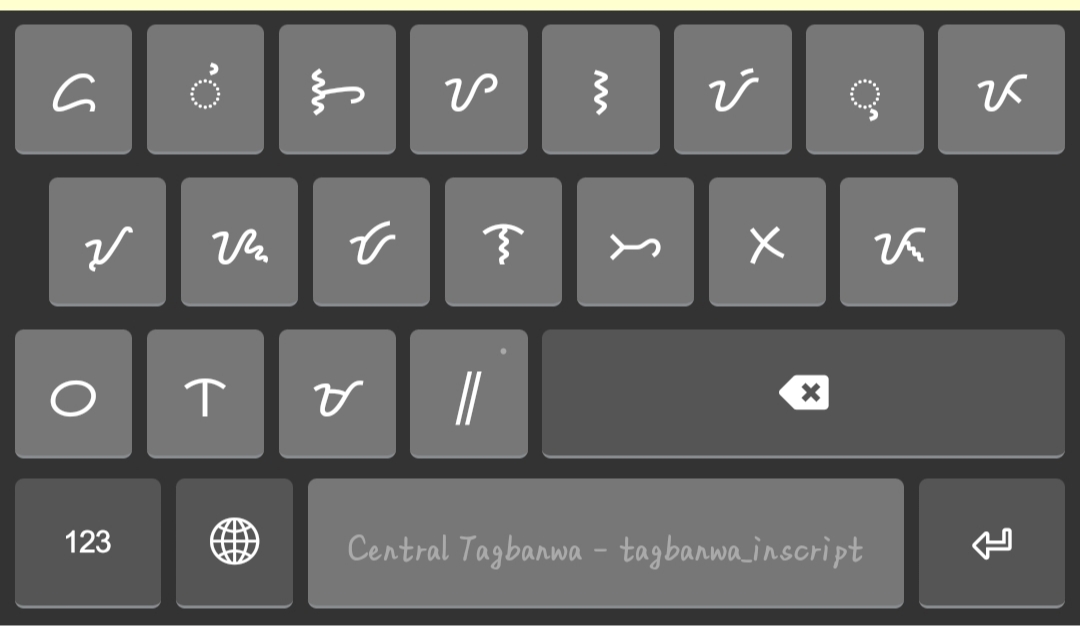 ᝯ ᝲ ᝢ ᝦ ᝡ ᝬ ᝳ ᝩ
ᝠ ᝰ ᝧ ᝤ ᝥ ᝣ ᝮ
ᝪ ᝨ ᝫ ᜵
123 Central Tagbanwa - tagbanwa_inscript